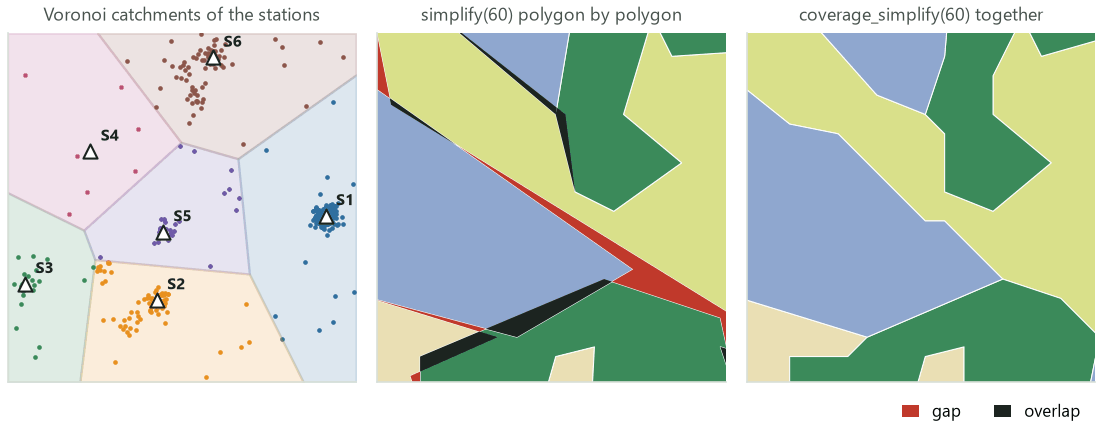 Voronoi catchments of the stations
simplify(60) polygon by polygon
coverage_simplify(60) together
S6
S4
S1
S5
S3
S2
gap
overlap